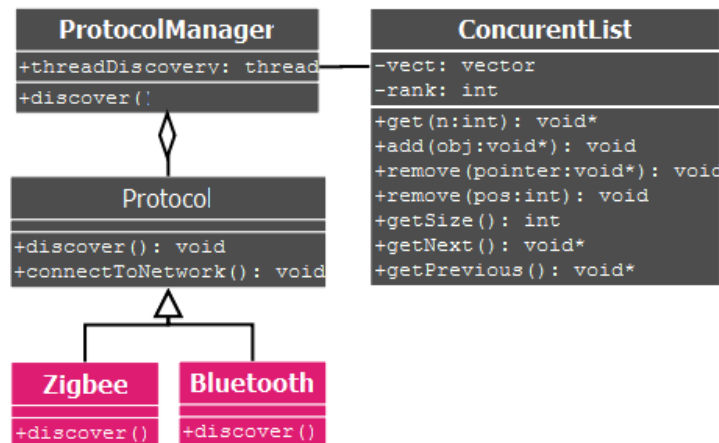 ProtocolManager
+threadDiscovery: thread
+discover()
ConcurentList
-vect: vector
-rank: int
+get(n:int): void*
+add(obj:void*): void
+remove(pointer:void*): void
+remove(pos:int): void
+getSize(): int
+getNext(): void*
+getPrevious(): void*
Protocol
+discover(): void
+connectToNetwork(): void
Zigbee
+discover()
Bluetooth
+discover()